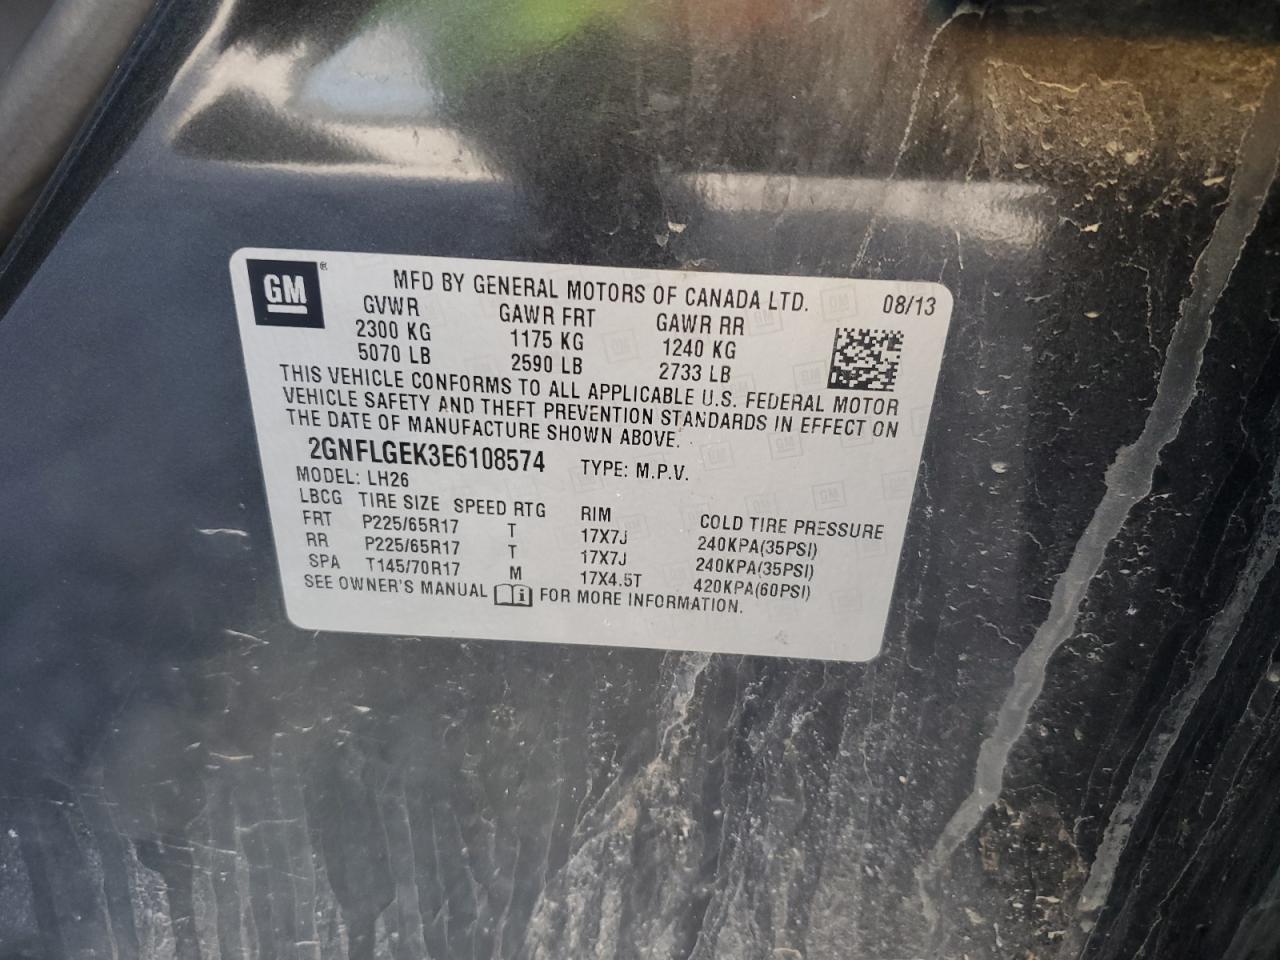 GM®
MFD BY GENERAL MOTORS OF CANADA LTD. 08/13
GVWR GAWR FRT GAWR RR
2300 KG 1175 KG 1240 KG
5070 LB 2590 LB 2733 LB
THIS VEHICLE CONFORMS TO ALL APPLICABLE U.S. FEDERAL MOTOR
VEHICLE SAFETY AND THEFT PREVENTION STANDARDS IN EFFECT ON
THE DATE OF MANUFACTURE SHOWN ABOVE.
2GNFLGEK3E6108574 TYPE: M.P.V.
MODEL: LH26
LBCG TIRE SIZE SPEED RTG RIM COLD TIRE PRESSURE
FRT P225/65R17 T 17X7J 240KPA(35PSI)
RR P225/65R17 T 17X7J 240KPA(35PSI)
SPA T145/70R17 M 17X4.5T 420KPA(60PSI)
SEE OWNER'S MANUAL i FOR MORE INFORMATION.